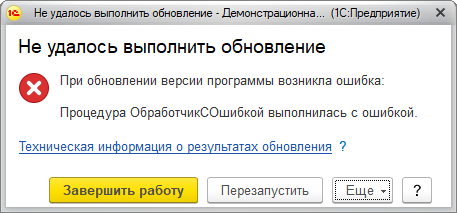 Не удалось выполнить обновление - Демонстрационна... (1С:Предприятие)
Не удалось выполнить обновление
При обновлении версии программы возникла ошибка:
Процедура ОбработчикСОшибкой выполнилась с ошибкой.
Техническая информация о результатах обновления ?
Завершить работу Перезапустить Еще ?